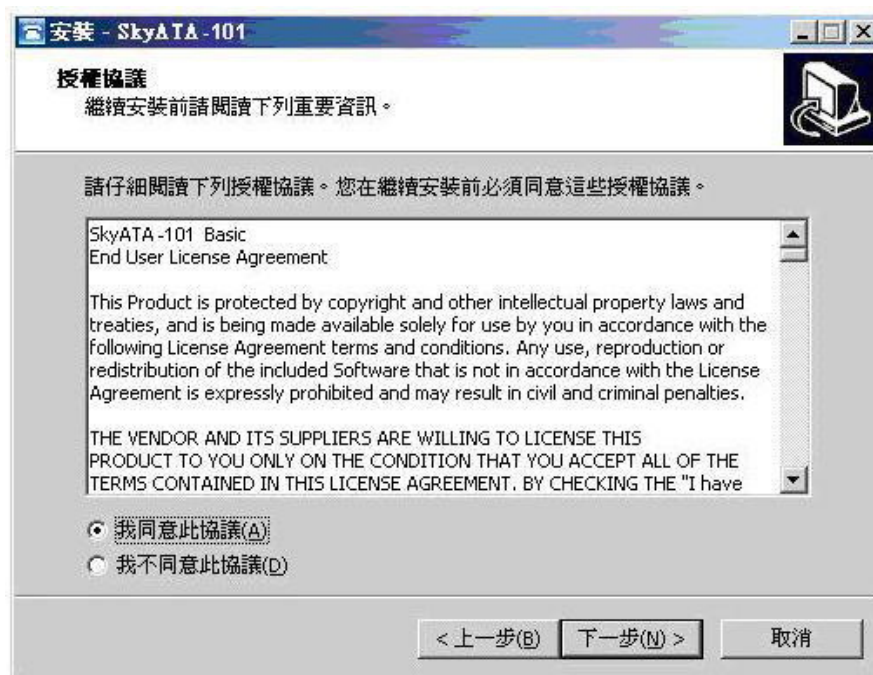 安裝 - SkyATA-101
授權協議
繼續安裝前請閱讀下列重要資訊。
請仔細閱讀下列授權協議。您在繼續安裝前必須同意這些授權協議。
SkyATA-101 Basic
End User License Agreement
This Product is protected by copyright and other intellectual property laws and
treaties, and is being made available solely for use by you in accordance with the
following License Agreement terms and conditions. Any use, reproduction or
redistribution of the included Software that is not in accordance with the License
Agreement is expressly prohibited and may result in civil and criminal penalties.
THE VENDOR AND ITS SUPPLIERS ARE WILLING TO LICENSE THIS
PRODUCT TO YOU ONLY ON THE CONDITION THAT YOU ACCEPT ALL OF THE
TERMS CONTAINED IN THIS LICENSE AGREEMENT. BY CHECKING THE "I have
我同意此協議(A)
我不同意此協議(D)
< 上一步(B) 下一步(N) > 取消